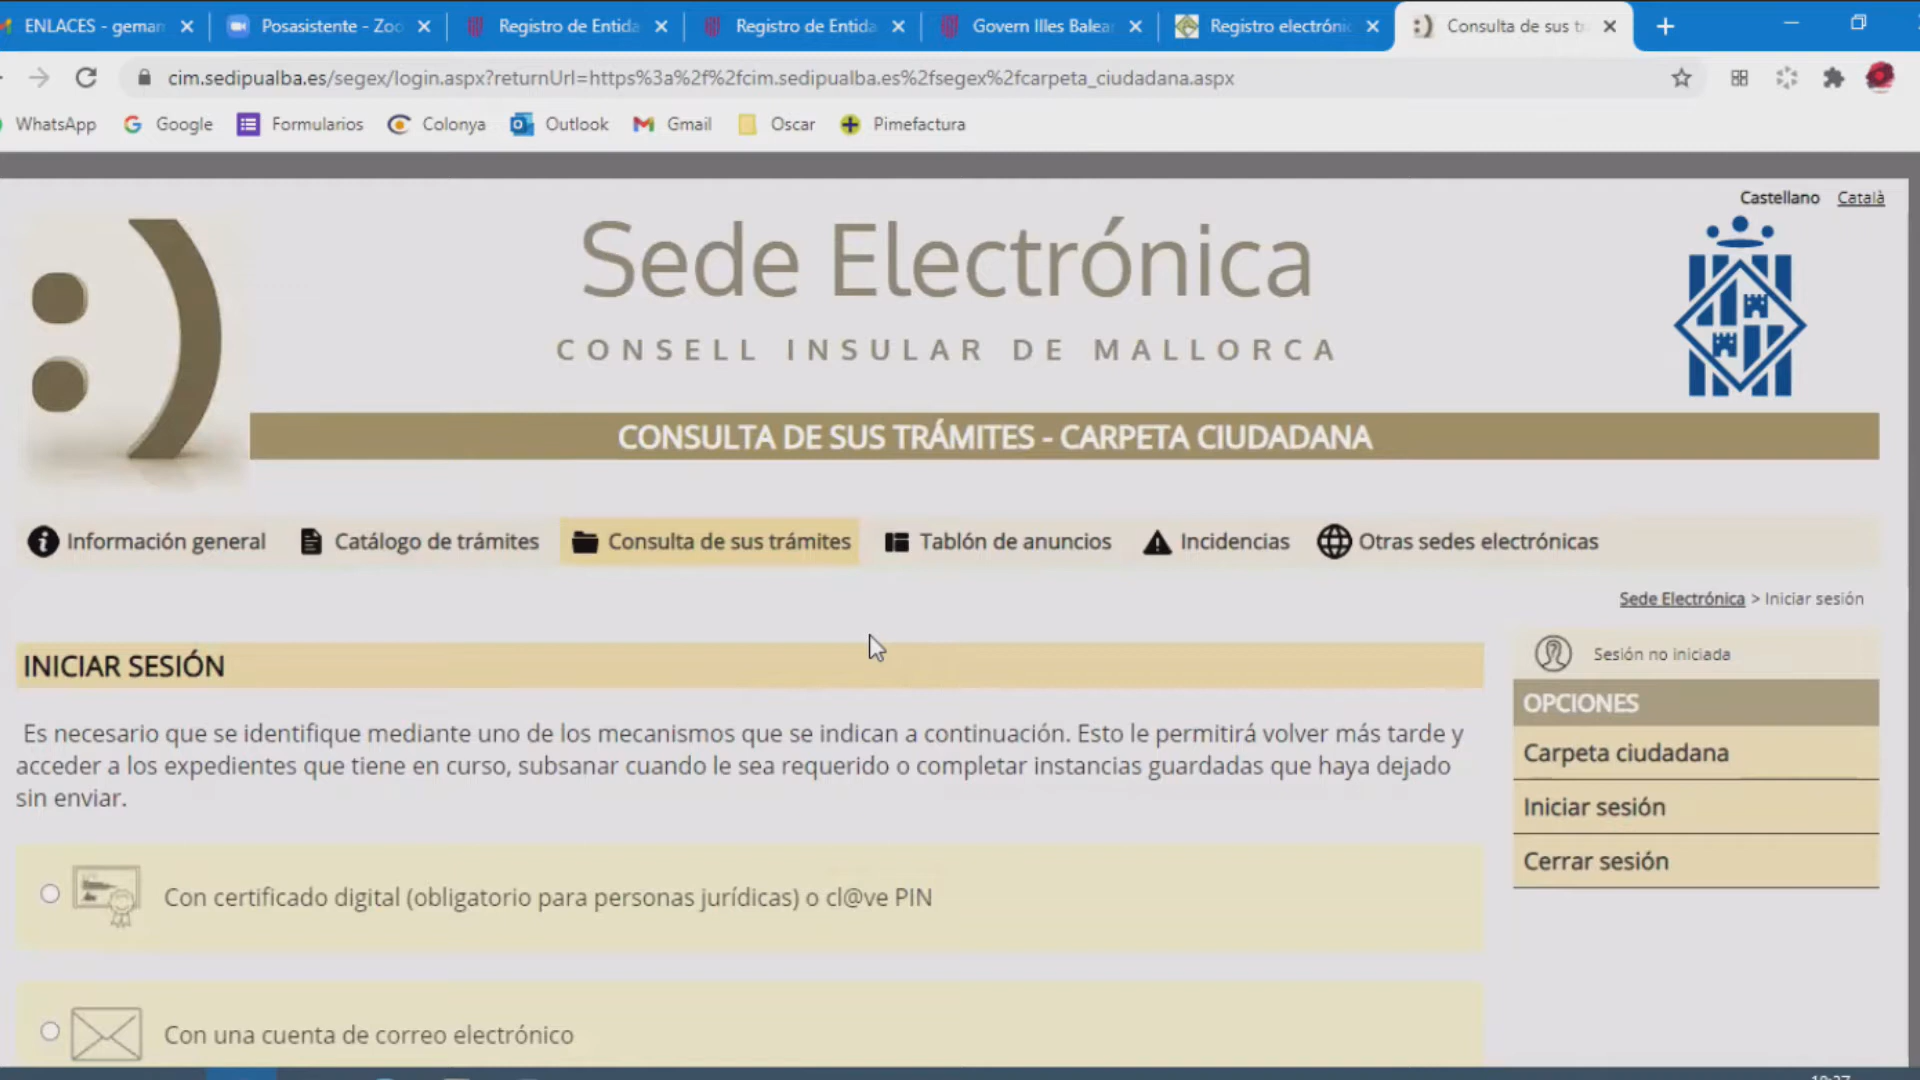 ENLACES - geman
Posasistente - Zoo
Registro de Entida
Registro de Entida
Govern Illes Balea
Registro electróni
Consulta de sus tr
cim.sedipualba.es/segex/login.aspx?returnUrl=https%3a%2f%2fcim.sedipualba.es%2fsegex%2fcarpeta_ciudadana.aspx
WhatsApp
Google
Formularios
Colonya
Outlook
Gmail
Oscar
Pimefactura
Castellano Català
Sede Electrónica
CONSELL INSULAR DE MALLORCA
CONSULTA DE SUS TRÁMITES - CARPETA CIUDADANA
Información general
Catálogo de trámites
Consulta de sus trámites
Tablón de anuncios
Incidencias
Otras sedes electrónicas
Sede Electrónica > Iniciar sesión
INICIAR SESIÓN
Sesión no iniciada
OPCIONES
Carpeta ciudadana
Iniciar sesión
Cerrar sesión
Es necesario que se identifique mediante uno de los mecanismos que se indican a continuación. Esto le permitirá volver más tarde y
acceder a los expedientes que tiene en curso, subsanar cuando le sea requerido o completar instancias guardadas que haya dejado
sin enviar.
Con certificado digital (obligatorio para personas jurídicas) o cl@ve PIN
Con una cuenta de correo electrónico